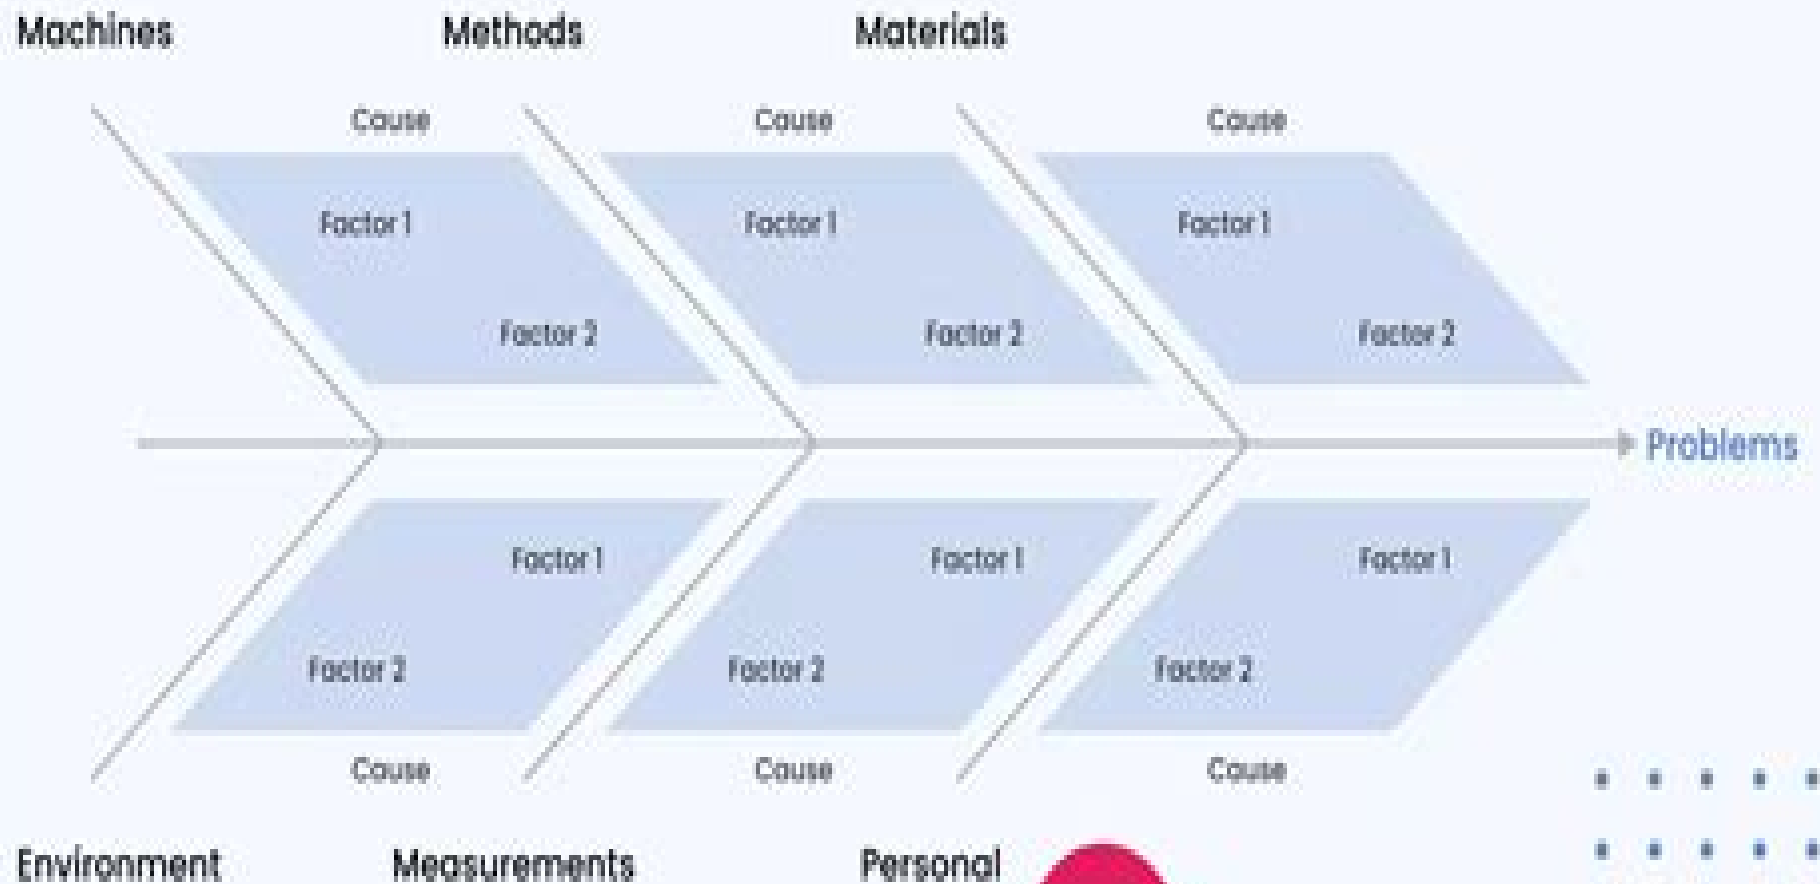 Machines Methods Materials
Cause Cause Cause
Factor 1 Factor 1 Factor 1
Factor 2 Factor 2 Factor 2
Problems
Factor 1 Factor 1 Factor 1
Factor 2 Factor 2 Factor 2
Cause Cause Cause
Environment Measurements Personal